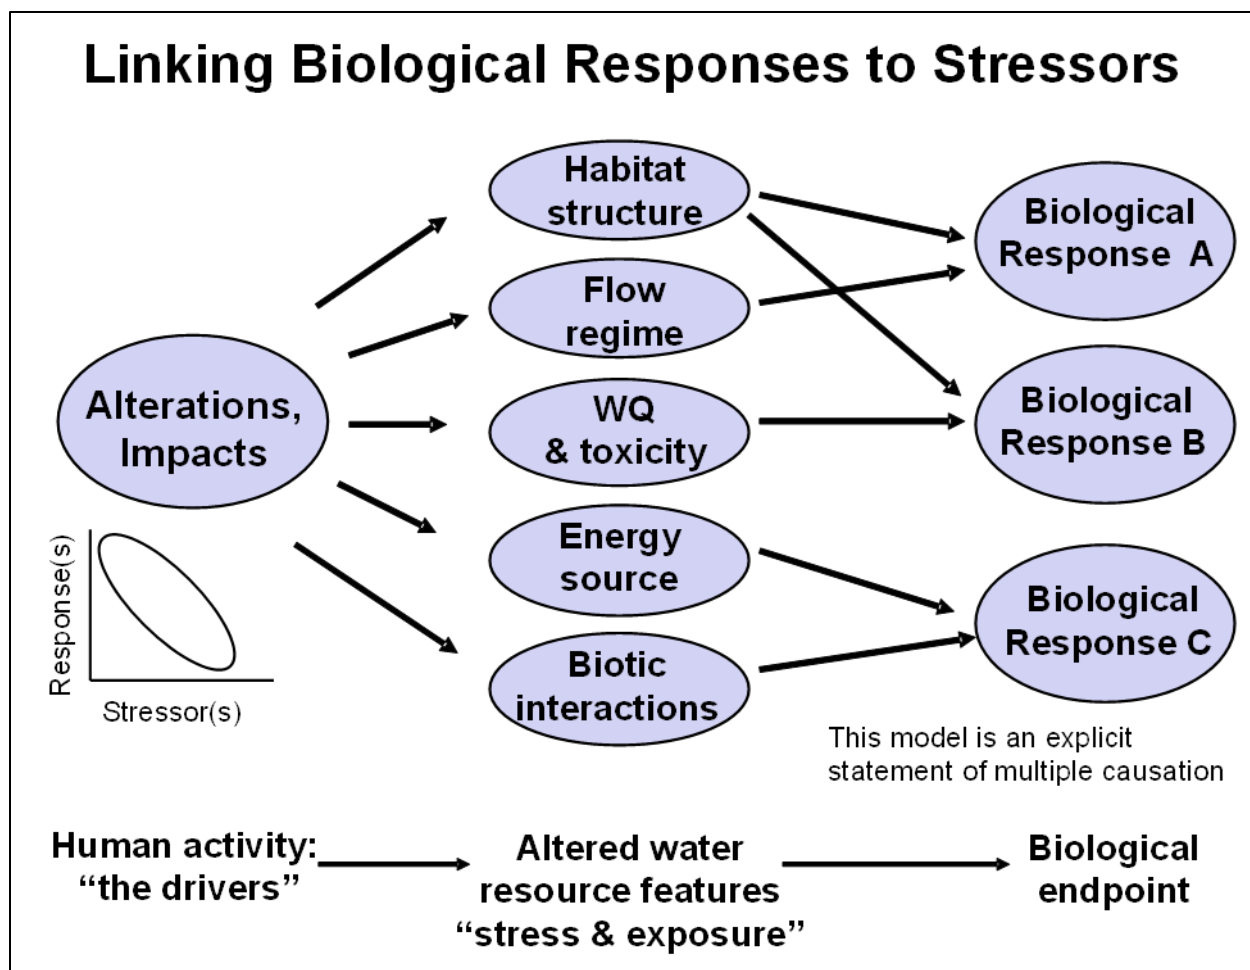 Linking Biological Responses to Stressors
Habitat
structure
Flow
regime
WQ
& toxicity
Energy
source
Biotic
interactions
Alterations,
Impacts
Biological
Response A
Biological
Response B
Biological
Response C
Response(s)
Stressor(s)
This model is an explicit
statement of multiple causation
Human activity:
“the drivers”
Altered water
resource features
“stress & exposure”
Biological
endpoint